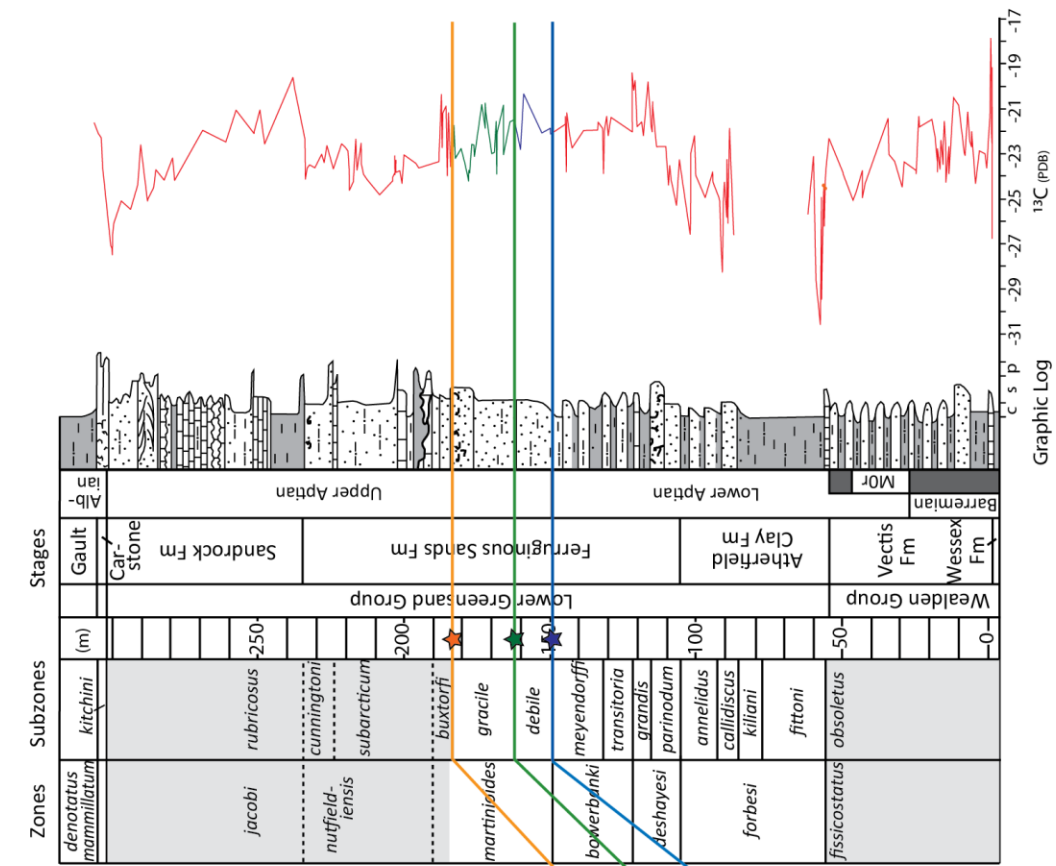 Zones
Subzones
Stages
Graphic Log
denotatus
mammillatum
jacobi
nutfield-
iensis
martinioides
bowerbanki
deshayesi
forbesi
fissicostatus
kitchini
rubricosus
cunningtoni
subarcticum
buxtorfi
gracile
debile
meyendorffi
transitoria
grandis
parinodum
annelidus
callidiscus
kiliani
fittoni
obsoletus
(m)
-250
-200
-150
-100
-50
-0
Lower Greensand Group
Wealden Group
Gault
Car-
stone
Sandrock Fm
Ferruginous Sands Fm
Atherfield
Clay Fm
Vectis
Fm
Wessex
Fm
Alb-
ian
Upper Aptian
Lower Aptian
M0r
Barremian
c s p
-31
-29
-27
-25
-23
-21
-19
-17
13C (PDB)